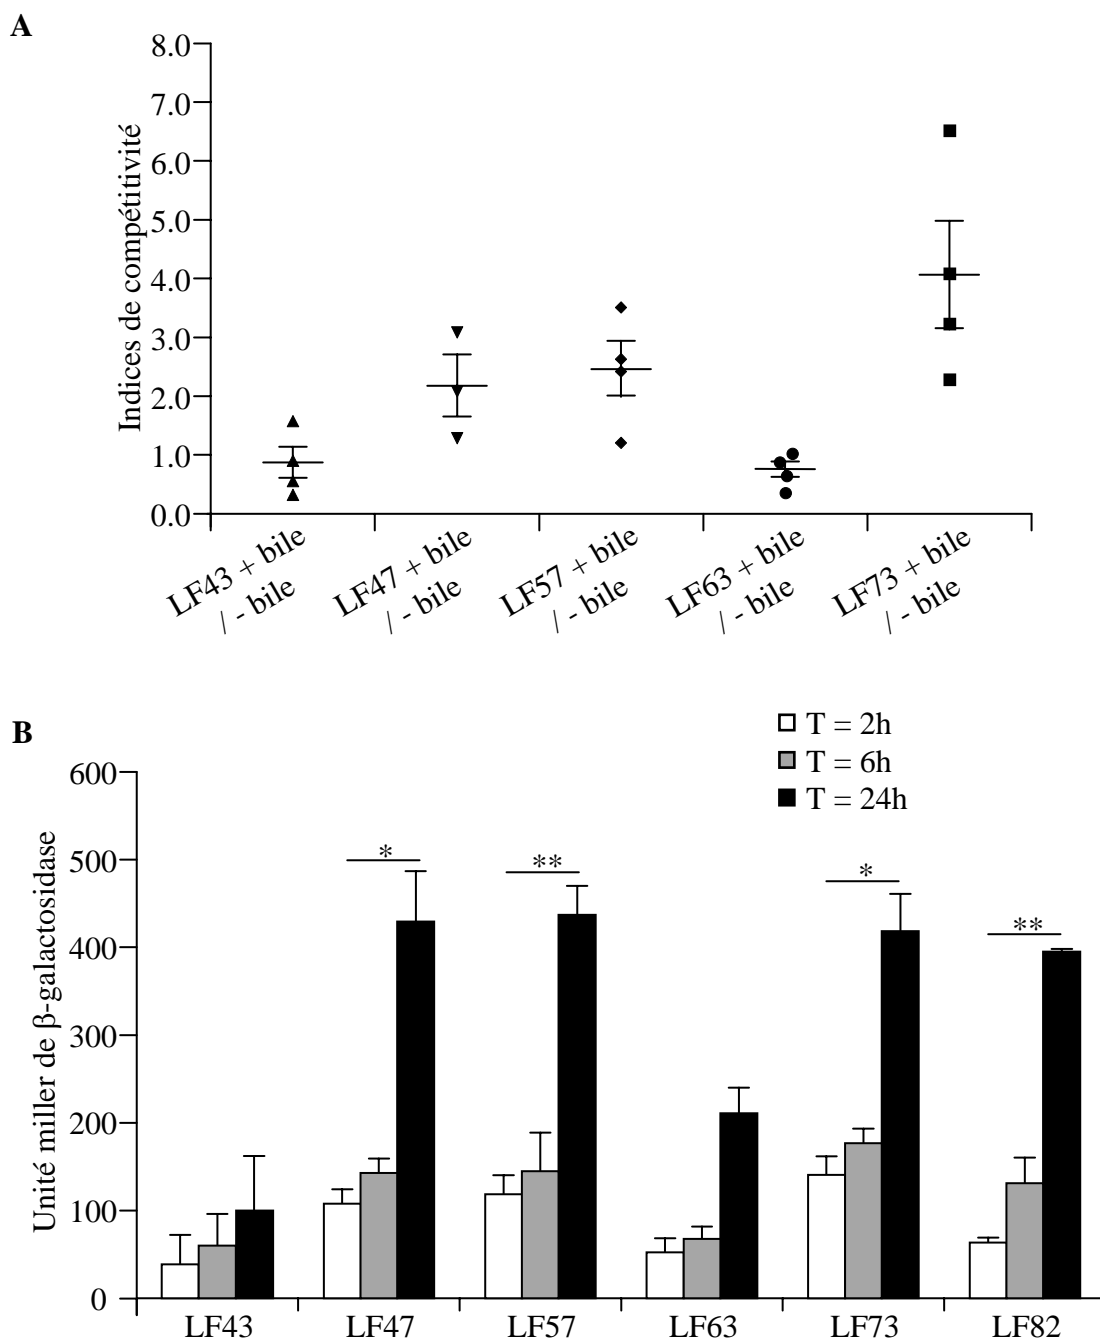 A
8.0
7.0
6.0
5.0
4.0
3.0
2.0
1.0
0.0
Indices de compétitivité
LF43 + bile
/ - bile
LF47 + bile
/ - bile
LF57 + bile
/ - bile
LF63 + bile
/ - bile
LF73 + bile
/ - bile
B
T = 2h
T = 6h
T = 24h
600
500
400
300
200
100
0
Unité miller de β-galactosidase
*
**
*
**
LF43
LF47
LF57
LF63
LF73
LF82